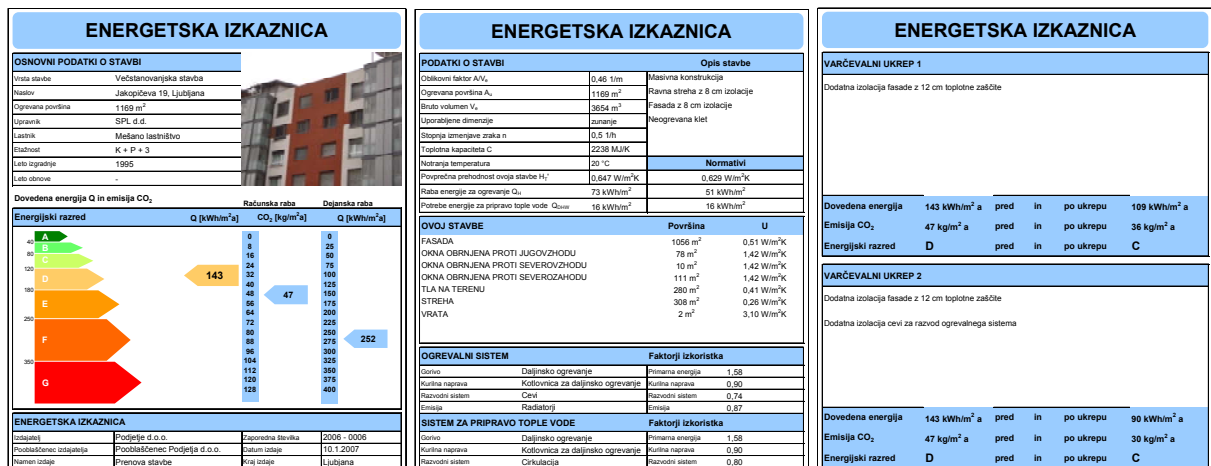 ENERGETSKA IZKAZNICA
OSNOVNI PODATKI O STAVBI
Vrsta stavbe Večstanovanjska stavba
Naslov Jakopičeva 19, Ljubljana
Ogrevana površina 1169 m²
Upravnik SPL d.d.
Lastnik Mešano lastništvo
Etažnost K + P + 3
Leto izgradnje 1995
Leto obnove -
Dovedena energija Q in emisija CO₂ Računska raba Dejanska raba
Energijski razred Q [kWh/m²a] CO₂ [kg/m²a] Q [kWh/m²a]
A
B
C
D
E
F
G
40
80
120
180
250
350
143
0
8
16
24
32
40
48
56
64
72
80
88
96
104
112
120
128
47
0
25
50
75
100
125
150
175
200
225
250
275
300
325
350
375
400
252
ENERGETSKA IZKAZNICA
Izdajatelj Podjetje d.o.o. Zaporedna številka 2006 - 0006
Pooblaščenec izdajatelja Pooblaščenec Podjetja d.o.o. Datum izdaje 10.1.2007
Namen izdaje Prenova stavbe Kraj izdaje Ljubjana
ENERGETSKA IZKAZNICA
PODATKI O STAVBI Opis stavbe
Oblikovni faktor A/Vₑ 0,46 1/m Masivna konstrukcija
Ogrevana površina Aᵤ 1169 m² Ravna streha z 8 cm izolacije
Bruto volumen Vₑ 3654 m³ Fasada z 8 cm izolacije
Uporabljene dimenzije zunanje Neogrevana klet
Stopnja izmenjave zraka n 0,5 1/h
Toplotna kapaciteta C 2238 MJ/K
Notranja temperatura 20 °C Normativi
Povprečna prehodnost ovoja stavbe H_T' 0,647 W/m²K 0,629 W/m²K
Raba energije za ogrevanje Q_H 73 kWh/m² 51 kWh/m²
Potrebe energije za pripravo tople vode Q_DHW 16 kWh/m² 16 kWh/m²
OVOJ STAVBE Površina U
FASADA 1056 m² 0,51 W/m²K
OKNA OBRNJENA PROTI JUGOVZHODU 78 m² 1,42 W/m²K
OKNA OBRNJENA PROTI SEVEROVZHODU 10 m² 1,42 W/m²K
OKNA OBRNJENA PROTI SEVEROZAHODU 111 m² 1,42 W/m²K
TLA NA TERENU 280 m² 0,41 W/m²K
STREHA 308 m² 0,26 W/m²K
VRATA 2 m² 3,10 W/m²K
OGREVALNI SISTEM Faktorji izkoristka
Gorivo Daljinsko ogrevanje Primarna energija 1,58
Kurilna naprava Kotlovnica za daljinsko ogrevanje Kurilna naprava 0,90
Razvodni sistem Cevi Razvodni sistem 0,74
Emisija Radiatorji Emisija 0,87
SISTEM ZA PRIPRAVO TOPLE VODE Faktorji izkoristka
Gorivo Daljinsko ogrevanje Primarna energija 1,58
Kurilna naprava Kotlovnica za daljinsko ogrevanje Kurilna naprava 0,90
Razvodni sistem Cirkulacija Razvodni sistem 0,80
ENERGETSKA IZKAZNICA
VARČEVALNI UKREP 1
Dodatna izolacija fasade z 12 cm toplotne zaščite
Dovedena energija 143 kWh/m² a pred in po ukrepu 109 kWh/m² a
Emisija CO₂ 47 kg/m² a pred in po ukrepu 36 kg/m² a
Energijski razred D pred in po ukrepu C
VARČEVALNI UKREP 2
Dodatna izolacija fasade z 12 cm toplotne zaščite
Dodatna izolacija cevi za razvod ogrevalnega sistema
Dovedena energija 143 kWh/m² a pred in po ukrepu 90 kWh/m² a
Emisija CO₂ 47 kg/m² a pred in po ukrepu 30 kg/m² a
Energijski razred D pred in po ukrepu C